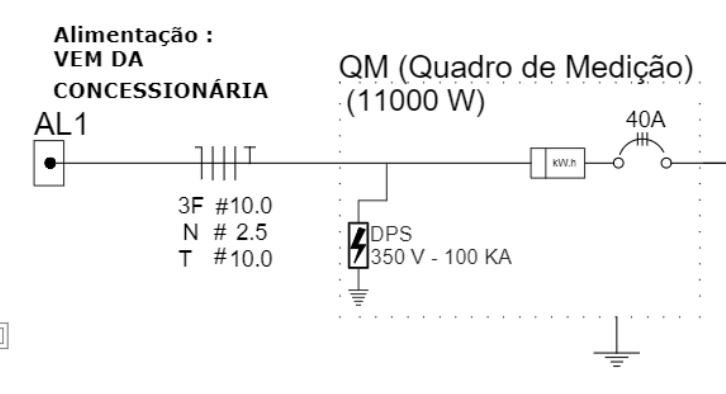 Alimentação :
VEM DA
CONCESSIONÁRIA
AL1
3F #10.0
N # 2.5
T #10.0
QM (Quadro de Medição)
(11000 W)
40A
kW.h
DPS
350 V - 100 KA